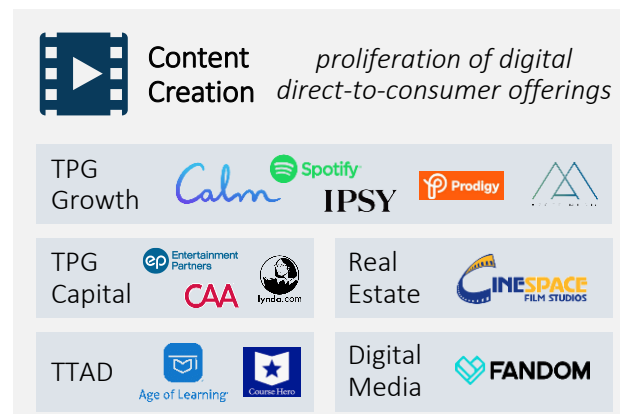 Content
Creation
proliferation of digital
direct-to-consumer offerings
TPG
Growth
Calm
Spotify
IPSY
Prodigy
TPG
Capital
ep Entertainment
Partners
CAA
lynda.com
Real
Estate
CINESPACE
FILM STUDIOS
TTAD
Age of Learning
Course Hero
Digital
Media
FANDOM